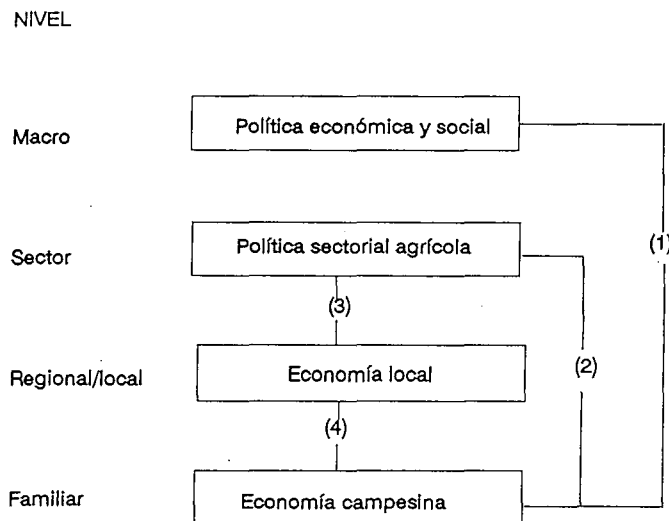 NIVEL
Macro
Política económica y social
(1)
Sector
Política sectorial agrícola
(3)
Regional/local
Economía local
(2)
(4)
Familiar
Economía campesina